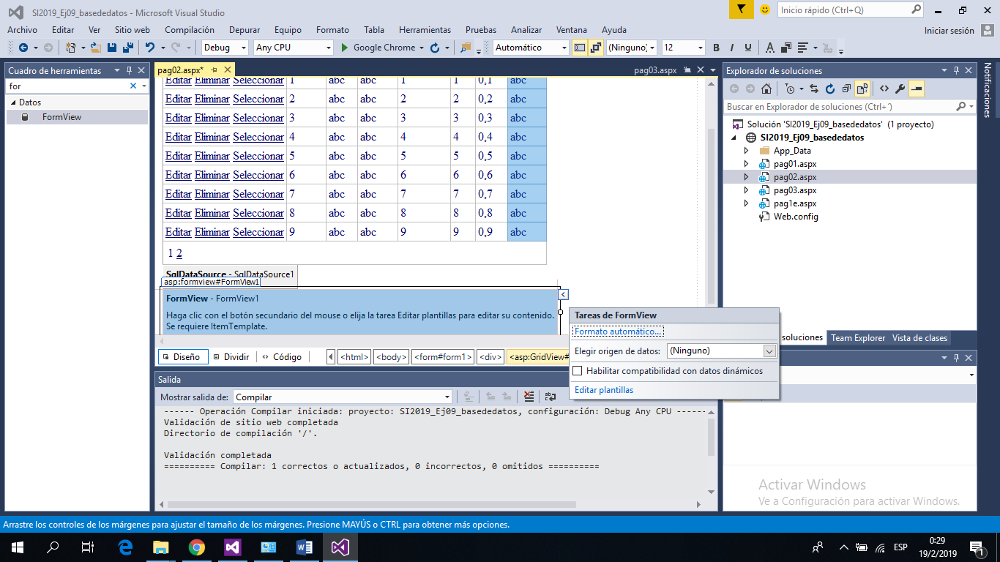 SI2019_Ej09_basededatos - Microsoft Visual Studio
Inicio rápido (Ctrl+Q)
Archivo Editar Ver Sitio web Compilación Depurar Equipo Formato Tabla Herramientas Pruebas Analizar Ventana Ayuda
Iniciar sesión
Debug Any CPU Google Chrome Automático (Ninguno) 12 B I U A
Cuadro de herramientas
for
Datos
FormView
pag02.aspx*
pag03.aspx
Editar Eliminar Seleccionar 1 abc abc 1 1 0,1 abc
Editar Eliminar Seleccionar 2 abc abc 2 2 0,2 abc
Editar Eliminar Seleccionar 3 abc abc 3 3 0,3 abc
Editar Eliminar Seleccionar 4 abc abc 4 4 0,4 abc
Editar Eliminar Seleccionar 5 abc abc 5 5 0,5 abc
Editar Eliminar Seleccionar 6 abc abc 6 6 0,6 abc
Editar Eliminar Seleccionar 7 abc abc 7 7 0,7 abc
Editar Eliminar Seleccionar 8 abc abc 8 8 0,8 abc
Editar Eliminar Seleccionar 9 abc abc 9 9 0,9 abc
1 2
SqlDataSource - SqlDataSource1
asp:formview#FormView1
FormView - FormView1
Haga clic con el botón secundario del mouse o elija la tarea Editar plantillas para editar su contenido.
Se requiere ItemTemplate.
Tareas de FormView
Formato automático...
Elegir origen de datos: (Ninguno)
Habilitar compatibilidad con datos dinámicos
Editar plantillas
Diseño Dividir Código <html> <body> <form#form1> <div> <asp:GridView#
Salida
Mostrar salida de: Compilar
------ Operación Compilar iniciada: proyecto: SI2019_Ej09_basededatos, configuración: Debug Any CPU ------
Validación de sitio web completada
Directorio de compilación '/'.
Validación completada
========== Compilar: 1 correctos o actualizados, 0 incorrectos, 0 omitidos ==========
Explorador de soluciones
Buscar en Explorador de soluciones (Ctrl+´)
Solución 'SI2019_Ej09_basededatos' (1 proyecto)
SI2019_Ej09_basededatos
App_Data
pag01.aspx
pag02.aspx
pag03.aspx
pag1e.aspx
Web.config
soluciones Team Explorer Vista de clases
Notificaciones
Activar Windows
Ve a Configuración para activar Windows.
Arrastre los controles de los márgenes para ajustar el tamaño de los márgenes. Presione MAYÚS o CTRL para obtener más opciones.
ESP
0:29
19/2/2019
1